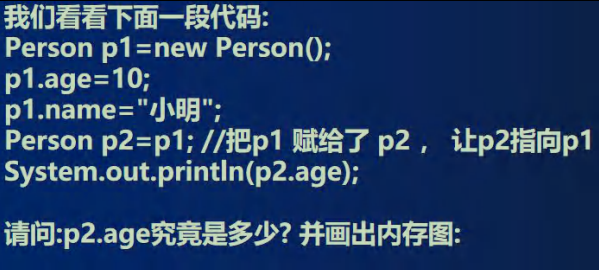 我们看看下面一段代码:
Person p1=new Person();
p1.age=10;
p1.name="小明";
Person p2=p1; //把p1 赋给了 p2 ， 让p2指向p1
System.out.println(p2.age);
请问:p2.age究竟是多少? 并画出内存图: